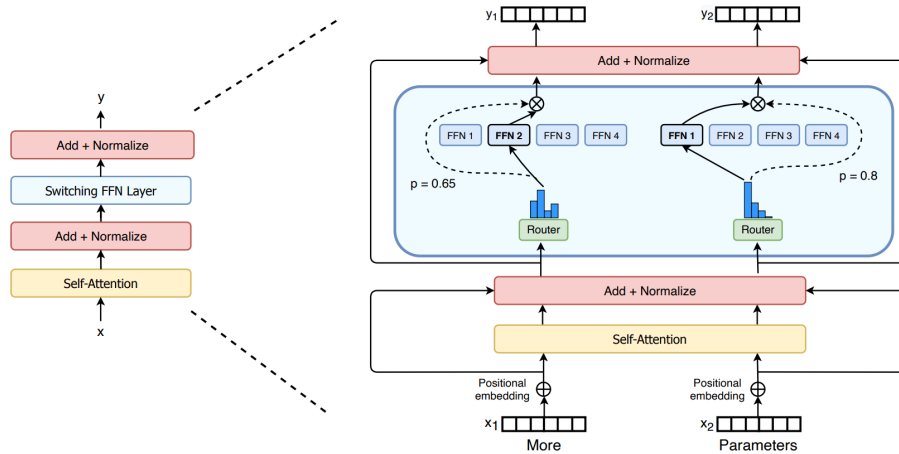 y
Add + Normalize
Switching FFN Layer
Add + Normalize
Self-Attention
x
y1
y2
Add + Normalize
FFN 1 FFN 2 FFN 3 FFN 4
FFN 1 FFN 2 FFN 3 FFN 4
p = 0.65
p = 0.8
Router
Router
Add + Normalize
Self-Attention
Positional
embedding
Positional
embedding
x1
x2
More
Parameters